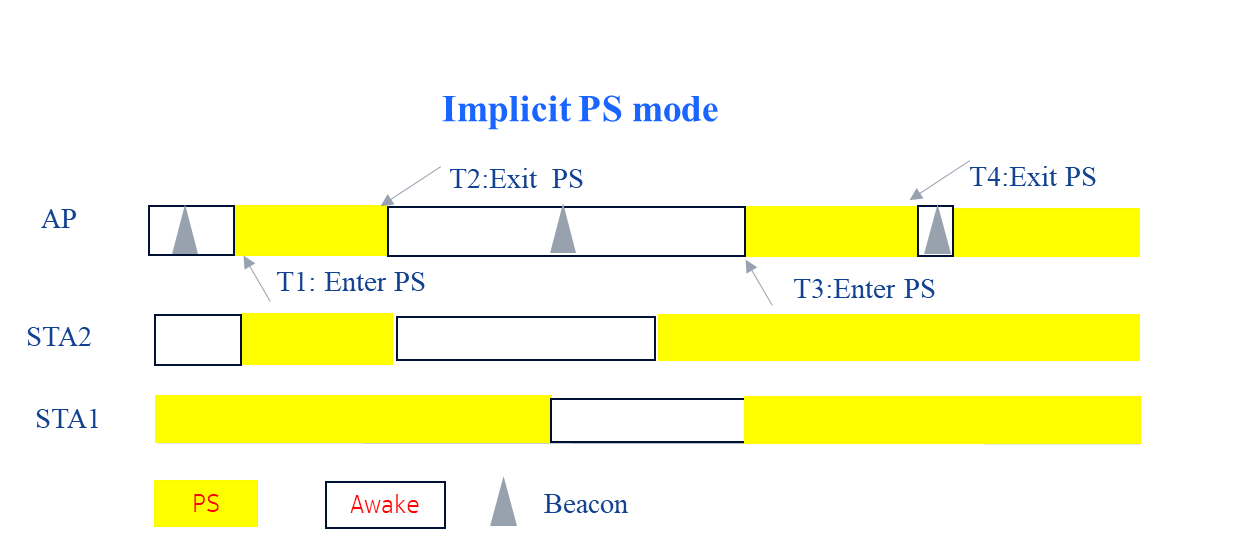 Implicit PS mode
T2:Exit  PS
T4:Exit PS
AP
T1: Enter PS
T3:Enter PS
STA2
STA1
PS
Awake
Beacon